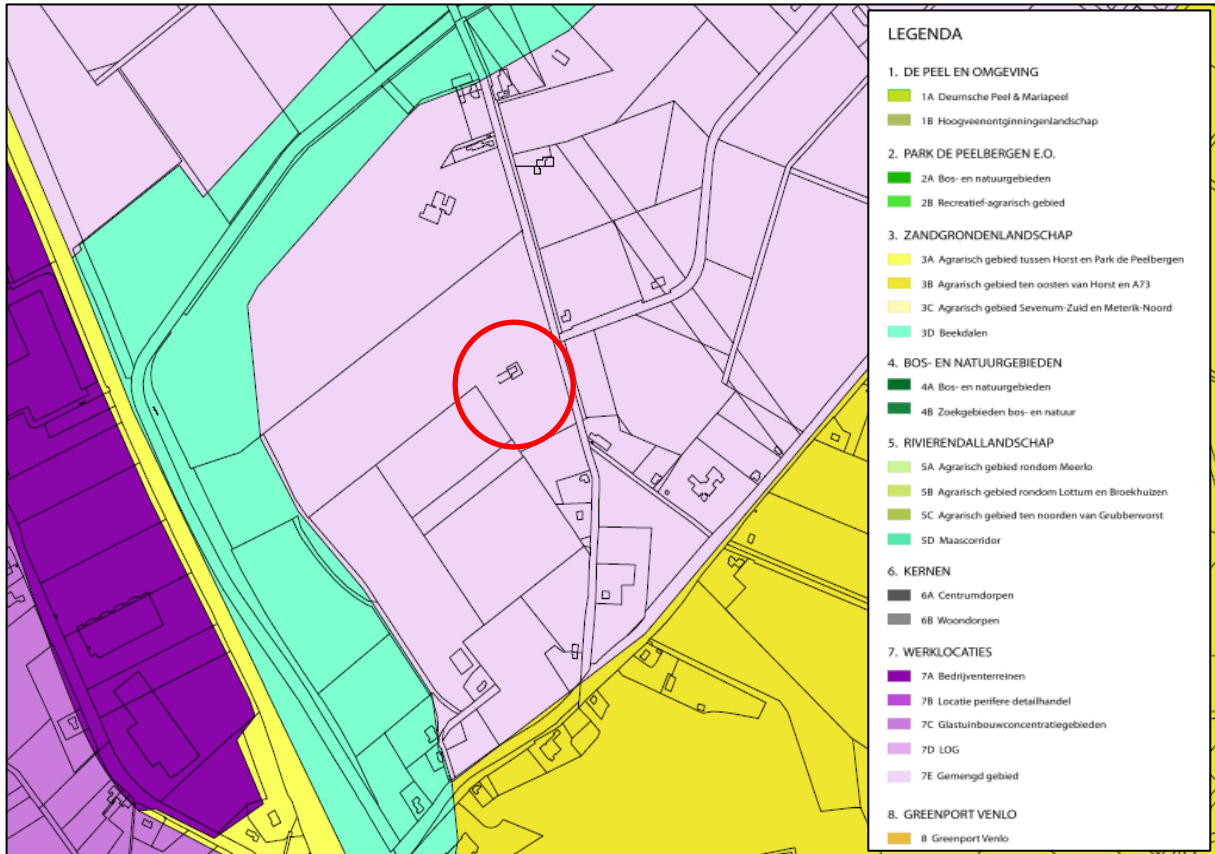 LEGENDA
1. DE PEEL EN OMGEVING
1A Deurnsche Peel & Mariapeel
1B Hoogveenontginningenlandschap
2. PARK DE PEELBERGEN E.O.
2A Bos- en natuurgebieden
2B Recreatief-agrarisch gebied
3. ZANDGRONDENLANDSCHAP
3A Agrarisch gebied tussen Horst en Park de Peelbergen
3B Agrarisch gebied ten oosten van Horst en A73
3C Agrarisch gebied Sevenum-Zuid en Meterik-Noord
3D Beekdalen
4. BOS- EN NATUURGEBIEDEN
4A Bos- en natuurgebieden
4B Zoekgebieden bos- en natuur
5. RIVIERENDALLANDSCHAP
5A Agrarisch gebied rondom Meerlo
5B Agrarisch gebied rondom Lottum en Broekhuizen
5C Agrarisch gebied ten noorden van Grubbenvorst
5D Maascorridor
6. KERNEN
6A Centrumdorpen
6B Woondorpen
7. WERKLOCATIES
7A Bedrijventerreinen
7B Locatie perifere detailhandel
7C Glastuinbouwconcentratiegebieden
7D LOG
7E Gemengd gebied
8. GREENPORT VENLO
8 Greenport Venlo